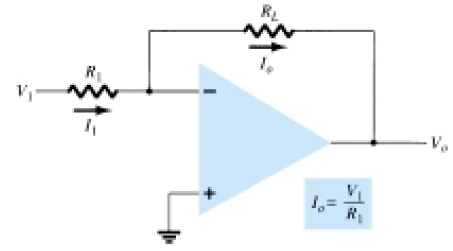 R_L
I_o
R_1
V_1
I_1
−
+
V_o
I_o = V_1 / R_1